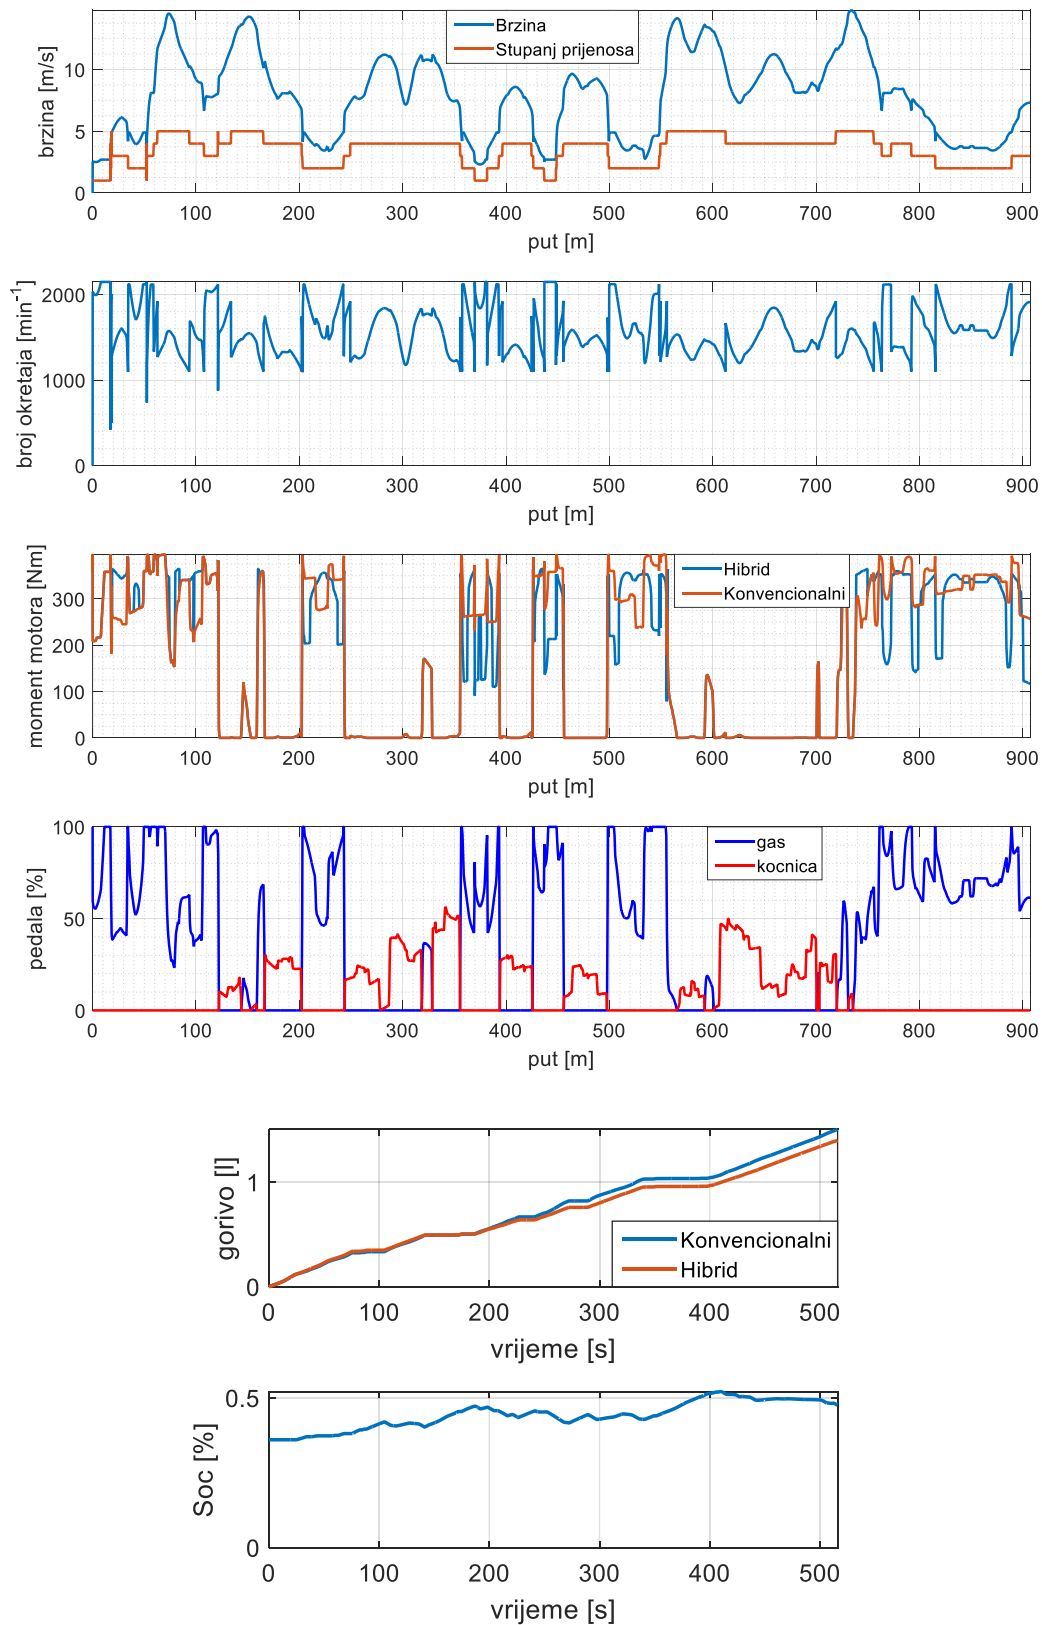 Brzina
Stupanj prijenosa
brzina [m/s]
10
5
0
0 100 200 300 400 500 600 700 800 900
put [m]
broj okretaja [min-1]
2000
1000
0
0 100 200 300 400 500 600 700 800 900
put [m]
Hibrid
Konvencionalni
moment motora [Nm]
300
200
100
0
0 100 200 300 400 500 600 700 800 900
put [m]
gas
kocnica
pedala [%]
100
50
0
0 100 200 300 400 500 600 700 800 900
put [m]
gorivo [l]
1
0
Konvencionalni
Hibrid
0 100 200 300 400 500
vrijeme [s]
Soc [%]
0.5
0
0 100 200 300 400 500
vrijeme [s]